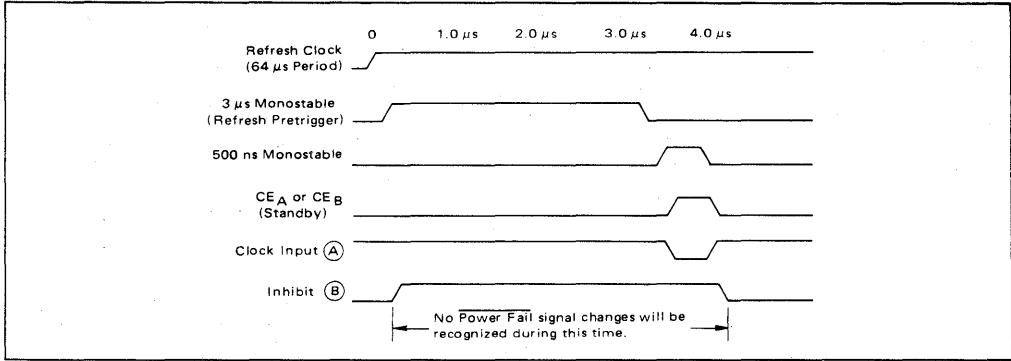 0 1.0 μs 2.0 μs 3.0 μs 4.0 μs
Refresh Clock
(64 μs Period)
3 μs Monostable
(Refresh Pretrigger)
500 ns Monostable
CE A or CE B
(Standby)
Clock Input A
Inhibit B
No Power Fail signal changes will be
recognized during this time.